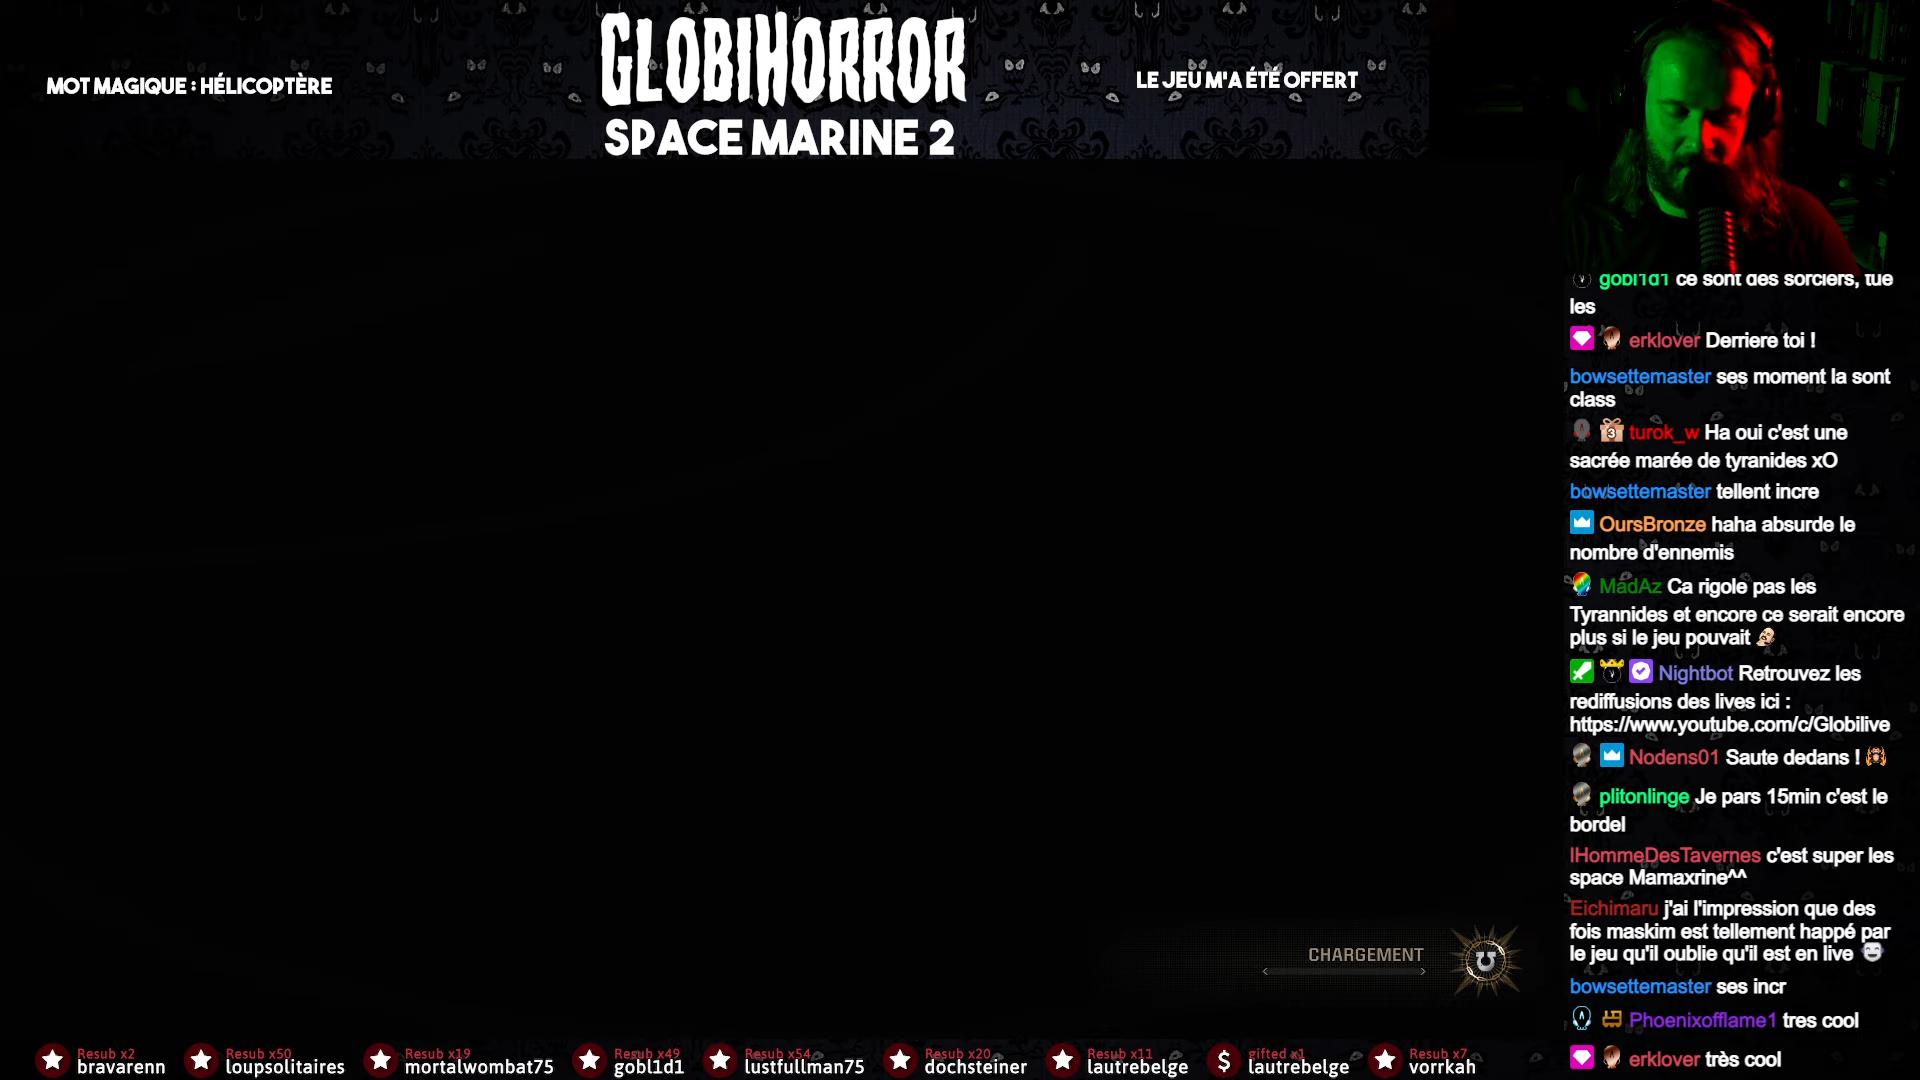 MOT MAGIQUE : HÉLICOPTÈRE
GLOBIHORROR
SPACE MARINE 2
LE JEU M'A ÉTÉ OFFERT
gobl1d1 ce sont des sorciers, tue
les
erklover Derriere toi !
bowsettemaster ses moment la sont
class
turok_w Ha oui c'est une
sacrée marée de tyranides xO
bowsettemaster tellent incre
OursBronze haha absurde le
nombre d'ennemis
MadAz Ca rigole pas les
Tyrannides et encore ce serait encore
plus si le jeu pouvait
Nightbot Retrouvez les
rediffusions des lives ici :
https://www.youtube.com/c/Globilive
Nodens01 Saute dedans !
plitonlinge Je pars 15min c'est le
bordel
lHommeDesTavernes c'est super les
space Mamaxrine^^
Eichimaru j'ai l'impression que des
fois maskim est tellement happé par
le jeu qu'il oublie qu'il est en live
bowsettemaster ses incr
Phoenixofflame1 tres cool
erklover très cool
CHARGEMENT
Resub x2
bravarenn
Resub x50
loupsolitaires
Resub x19
mortalwombat75
Resub x49
gobl1d1
Resub x54
lustfullman75
Resub x20
dochsteiner
Resub x11
lautrebelge
gifted x1
lautrebelge
Resub x7
vorrkah